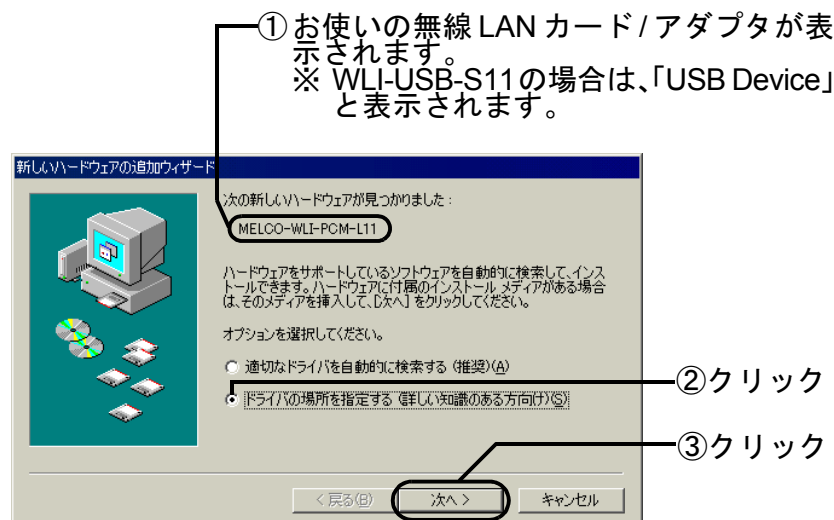 ①お使いの無線 LAN カード / アダプタが表
示されます。
※ WLI-USB-S11の場合は、「USB Device」
と表示されます。
新しいハードウェアの追加ウィザード
次の新しいハードウェアが見つかりました :
MELCO-WLI-PCM-L11
ハードウェアをサポートしているソフトウェアを自動的に検索して、インス
トールできます。ハードウェアに付属のインストール メディアがある場合
は、そのメディアを挿入して、[次へ] をクリックしてください。
オプションを選択してください。
適切なドライバを自動的に検索する (推奨)(A)
ドライバの場所を指定する (詳しい知識のある方向け)(S)
②クリック
③クリック
< 戻る(B)
次へ >
キャンセル